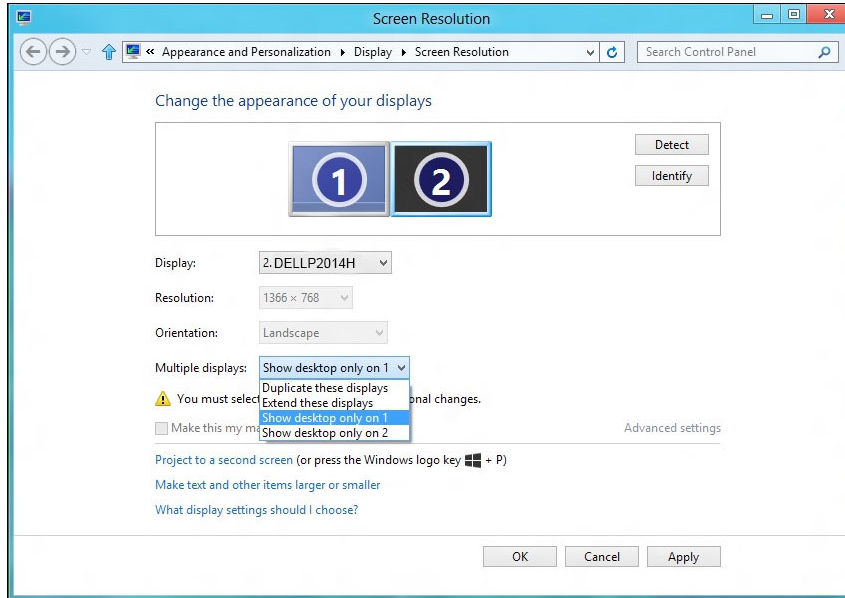 Screen Resolution
« Appearance and Personalization Display Screen Resolution Search Control Panel
Change the appearance of your displays
1 2
Detect
Identify
Display: 2. DELLP2014H
Resolution: 1366 × 768
Orientation: Landscape
Multiple displays: Show desktop only on 1
Duplicate these displays
You must select onal changes.
Extend these displays
Show desktop only on 1
Make this my ma Advanced settings
Show desktop only on 2
Project to a second screen (or press the Windows logo key + P)
Make text and other items larger or smaller
What display settings should I choose?
OK Cancel Apply